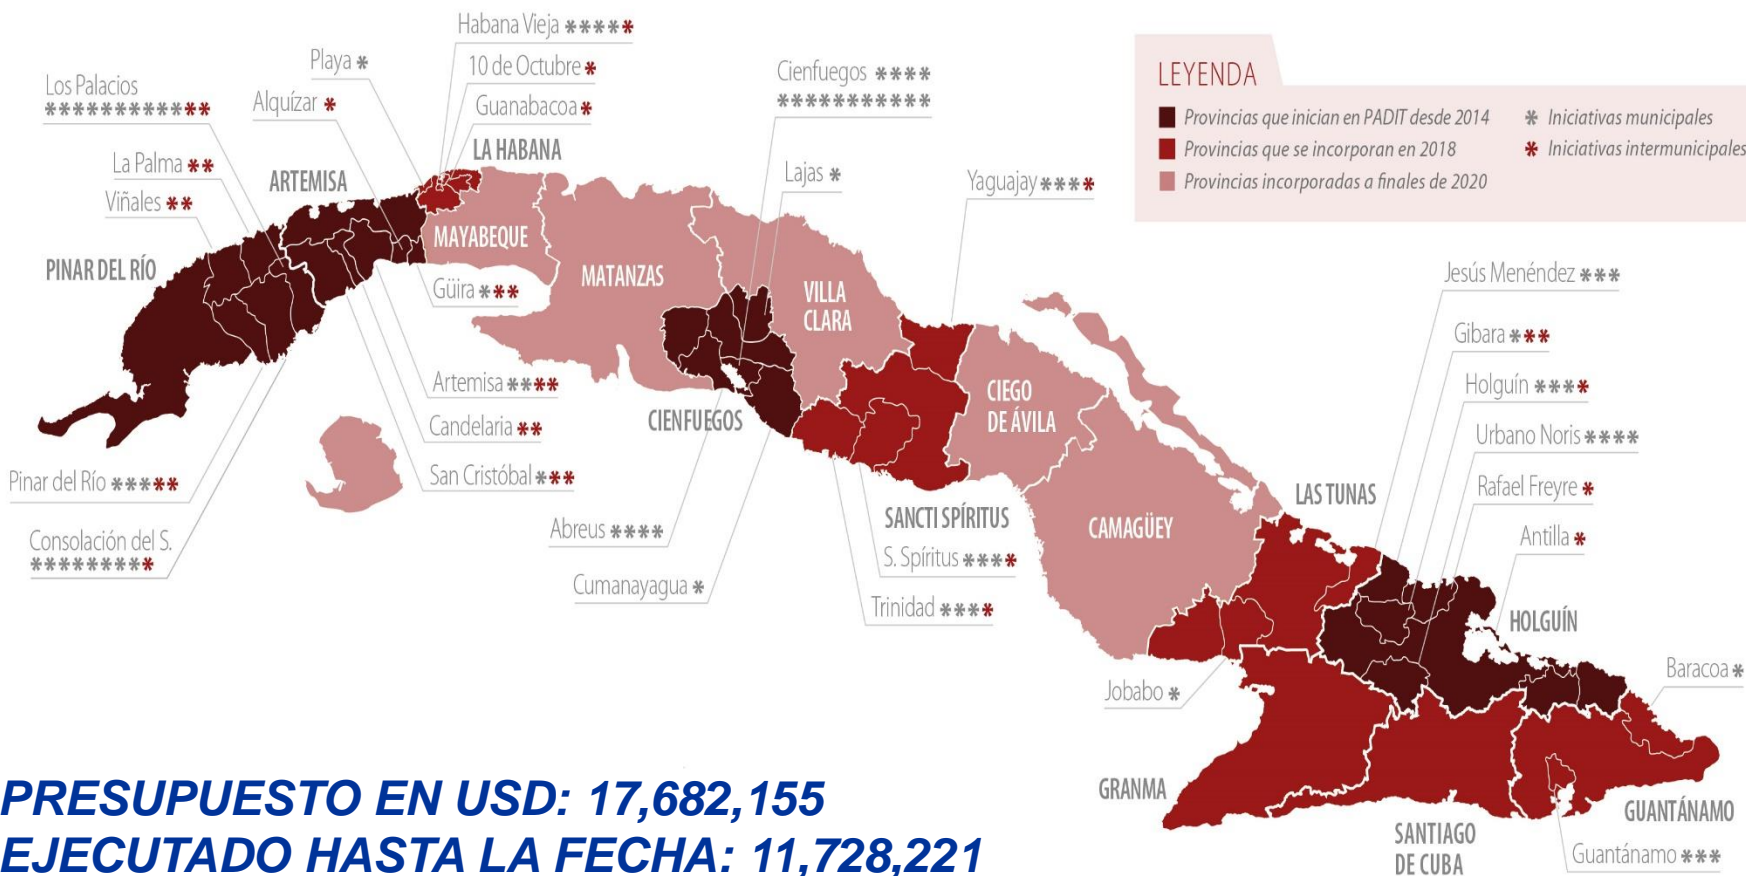 Habana Vieja *****
Playa *
10 de Octubre *
Los Palacios
************
Alquízar *
Guanabacoa *
Cienfuegos ****
***********
LEYENDA
Provincias que inician en PADIT desde 2014
Provincias que se incorporan en 2018
Provincias incorporadas a finales de 2020
* Iniciativas municipales
* Iniciativas intermunicipales
La Palma **
Viñales **
ARTEMISA
LA HABANA
Lajas *
Yaguajay ****
PINAR DEL RÍO
MAYABEQUE
MATANZAS
Güira ***
VILLA
CLARA
Jesús Menéndez ***
Gibara ***
Holguín ****
Urbano Noris ****
Rafael Freyre *
Antilla *
Artemisa ****
Candelaria **
San Cristóbal ***
CIENFUEGOS
CIEGO
DE ÁVILA
Pinar del Río *****
Consolación del S.
*********
Abreus ****
Cumanayagua *
SANCTI SPÍRITUS
S. Spíritus ****
Trinidad ****
CAMAGÜEY
LAS TUNAS
HOLGUÍN
Baracoa *
Jobabo *
GRANMA
SANTIAGO
DE CUBA
GUANTÁNAMO
Guantánamo ***
PRESUPUESTO EN USD: 17,682,155
EJECUTADO HASTA LA FECHA: 11,728,221